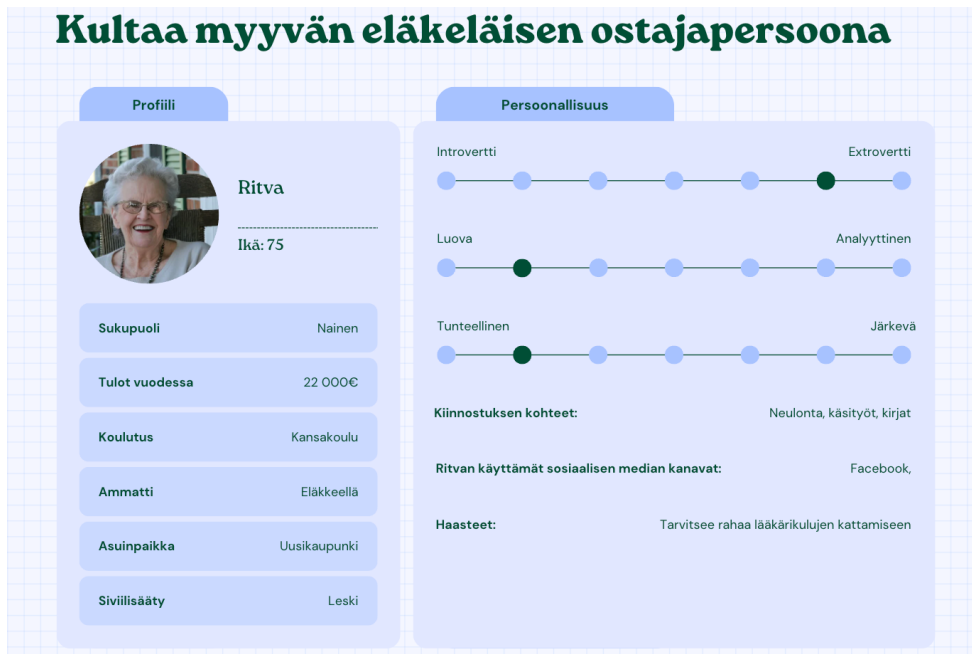 Kultaa myyvän eläkeläisen ostajapersoona
Profiili
Ritva
Ikä: 75
Sukupuoli Nainen
Tulot vuodessa 22 000€
Koulutus Kansakoulu
Ammatti Eläkkeellä
Asuinpaikka Uusikaupunki
Siviilisääty Leski
Persoonallisuus
Introvertti Extrovertti
Luova Analyyttinen
Tunteellinen Järkevä
Kiinnostuksen kohteet: Neulonta, käsityöt, kirjat
Ritvan käyttämät sosiaalisen median kanavat: Facebook,
Haasteet: Tarvitsee rahaa lääkärikulujen kattamiseen